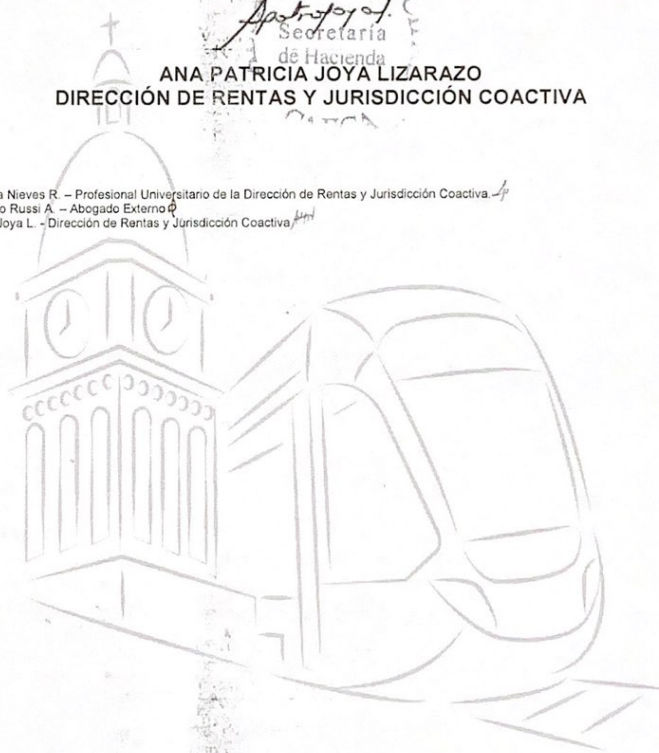 Secretaría
de Hacienda
ANA PATRICIA JOYA LIZARAZO
DIRECCIÓN DE RENTAS Y JURISDICCIÓN COACTIVA
a Nieves R. – Profesional Universitario de la Dirección de Rentas y Jurisdicción Coactiva.
o Russi A. – Abogado Externo
Joya L. - Dirección de Rentas y Jurisdicción Coactiva